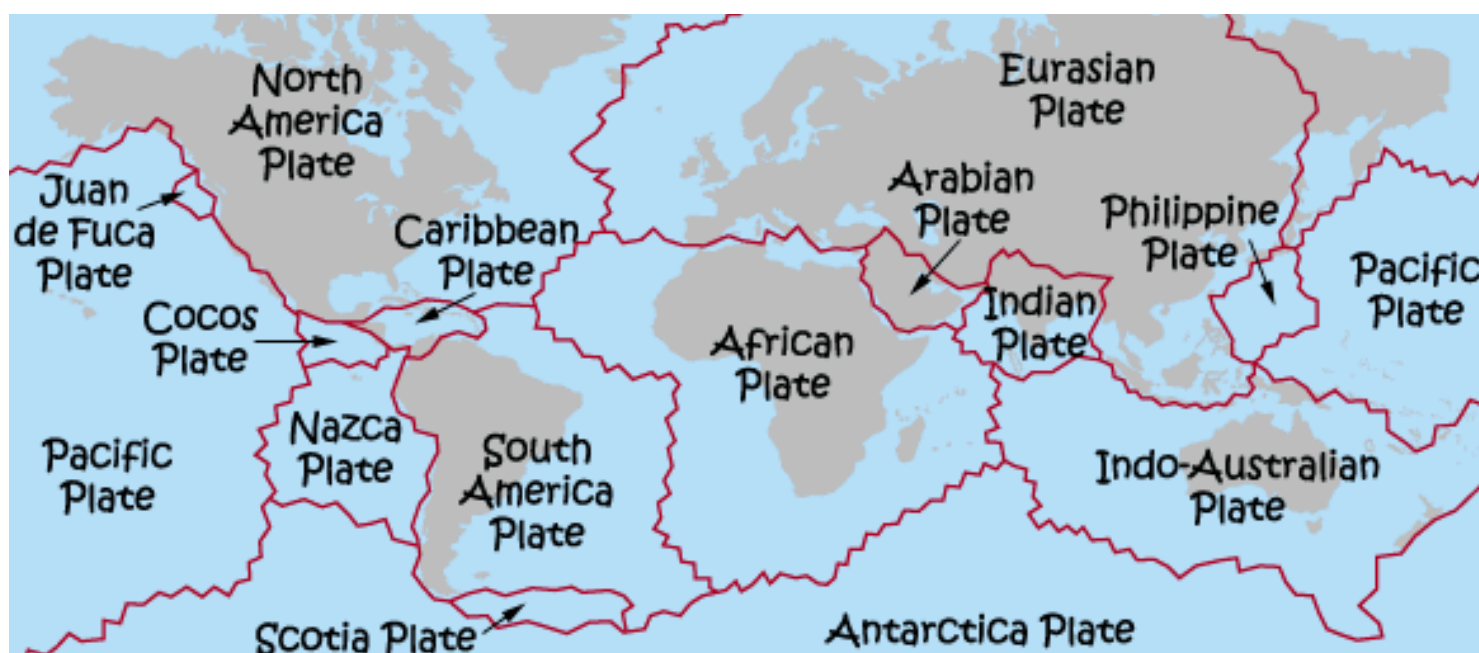 North
America
Plate
Juan
de Fuca
Plate
Caribbean
Plate
Cocos
Plate
Pacific
Plate
Nazca
Plate
South
America
Plate
Scotia Plate
Eurasian
Plate
Arabian
Plate
Philippine
Plate
Pacific
Plate
Indian
Plate
African
Plate
Indo-Australian
Plate
Antarctica Plate